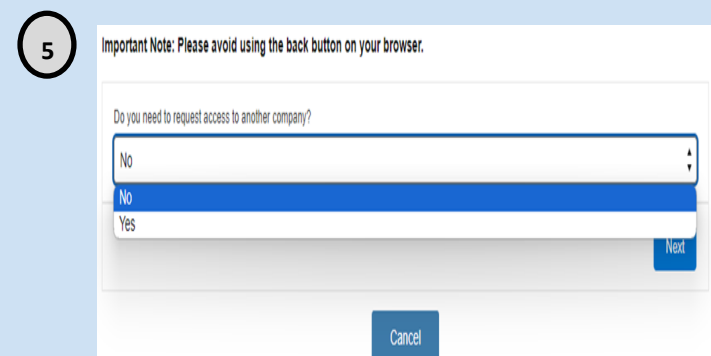 5
Important Note: Please avoid using the back button on your browser.
Do you need to request access to another company?
No
No
Yes
Next
Cancel